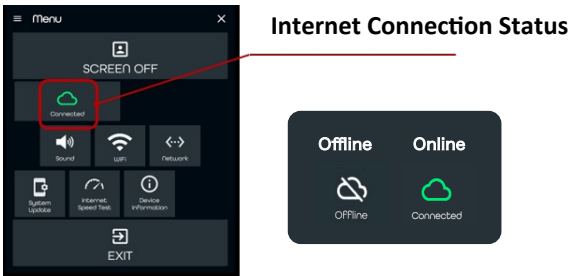 Menu
Internet Connection Status
SCREEN OFF
Connected
Sound
WiFi
Network
System
Update
Internet
Speed Test
Device
Information
EXIT
Offline Online
Offline Connected